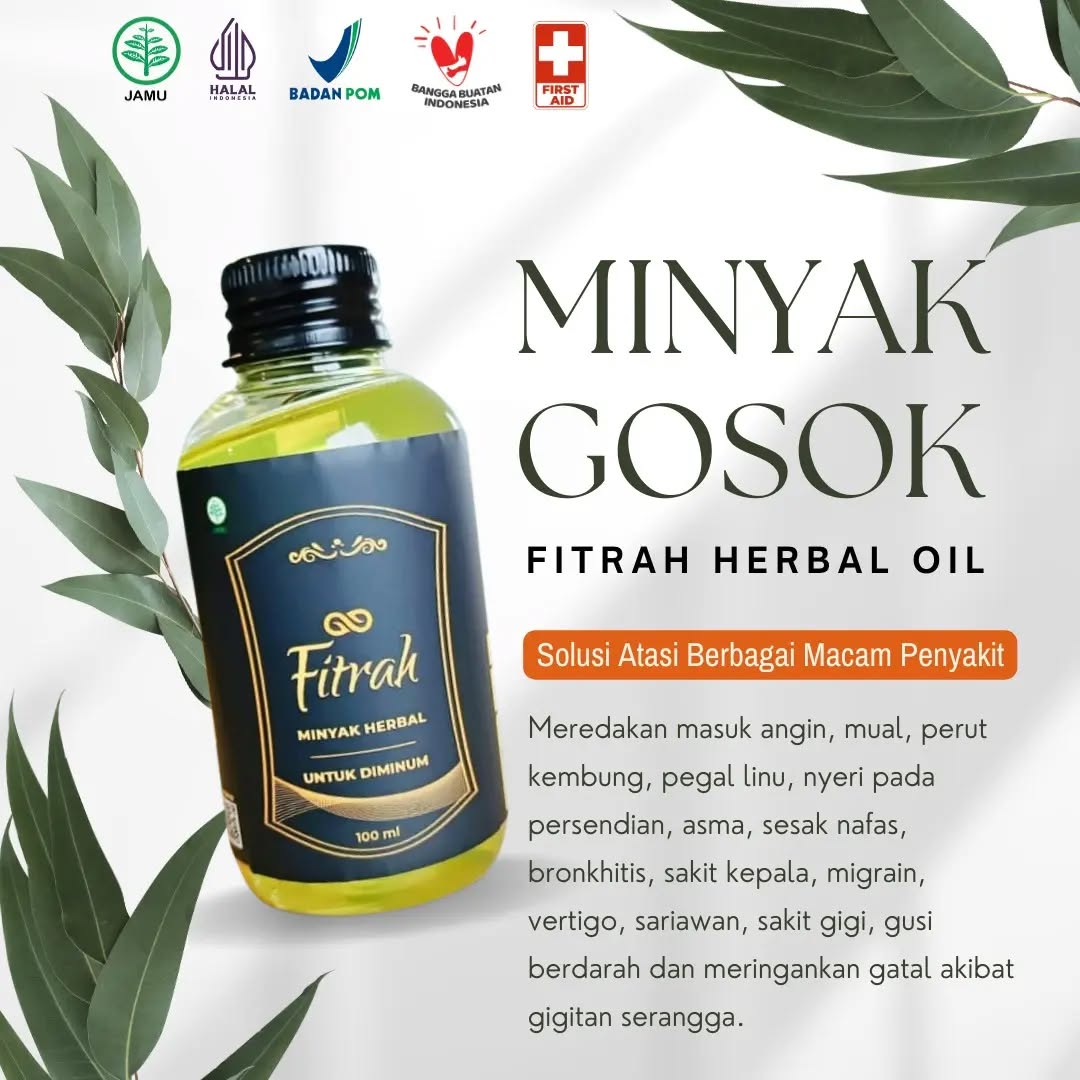 JAMU
HALAL
INDONESIA
BADAN POM
BANGGA BUATAN
INDONESIA
FIRST
AID
MINYAK
GOSOK
FITRAH HERBAL OIL
Solusi Atasi Berbagai Macam Penyakit
Meredakan masuk angin, mual, perut
kembung, pegal linu, nyeri pada
persendian, asma, sesak nafas,
bronkhitis, sakit kepala, migrain,
vertigo, sariawan, sakit gigi, gusi
berdarah dan meringankan gatal akibat
gigitan serangga.
Fitrah
MINYAK HERBAL
UNTUK DIMINUM
100 ml